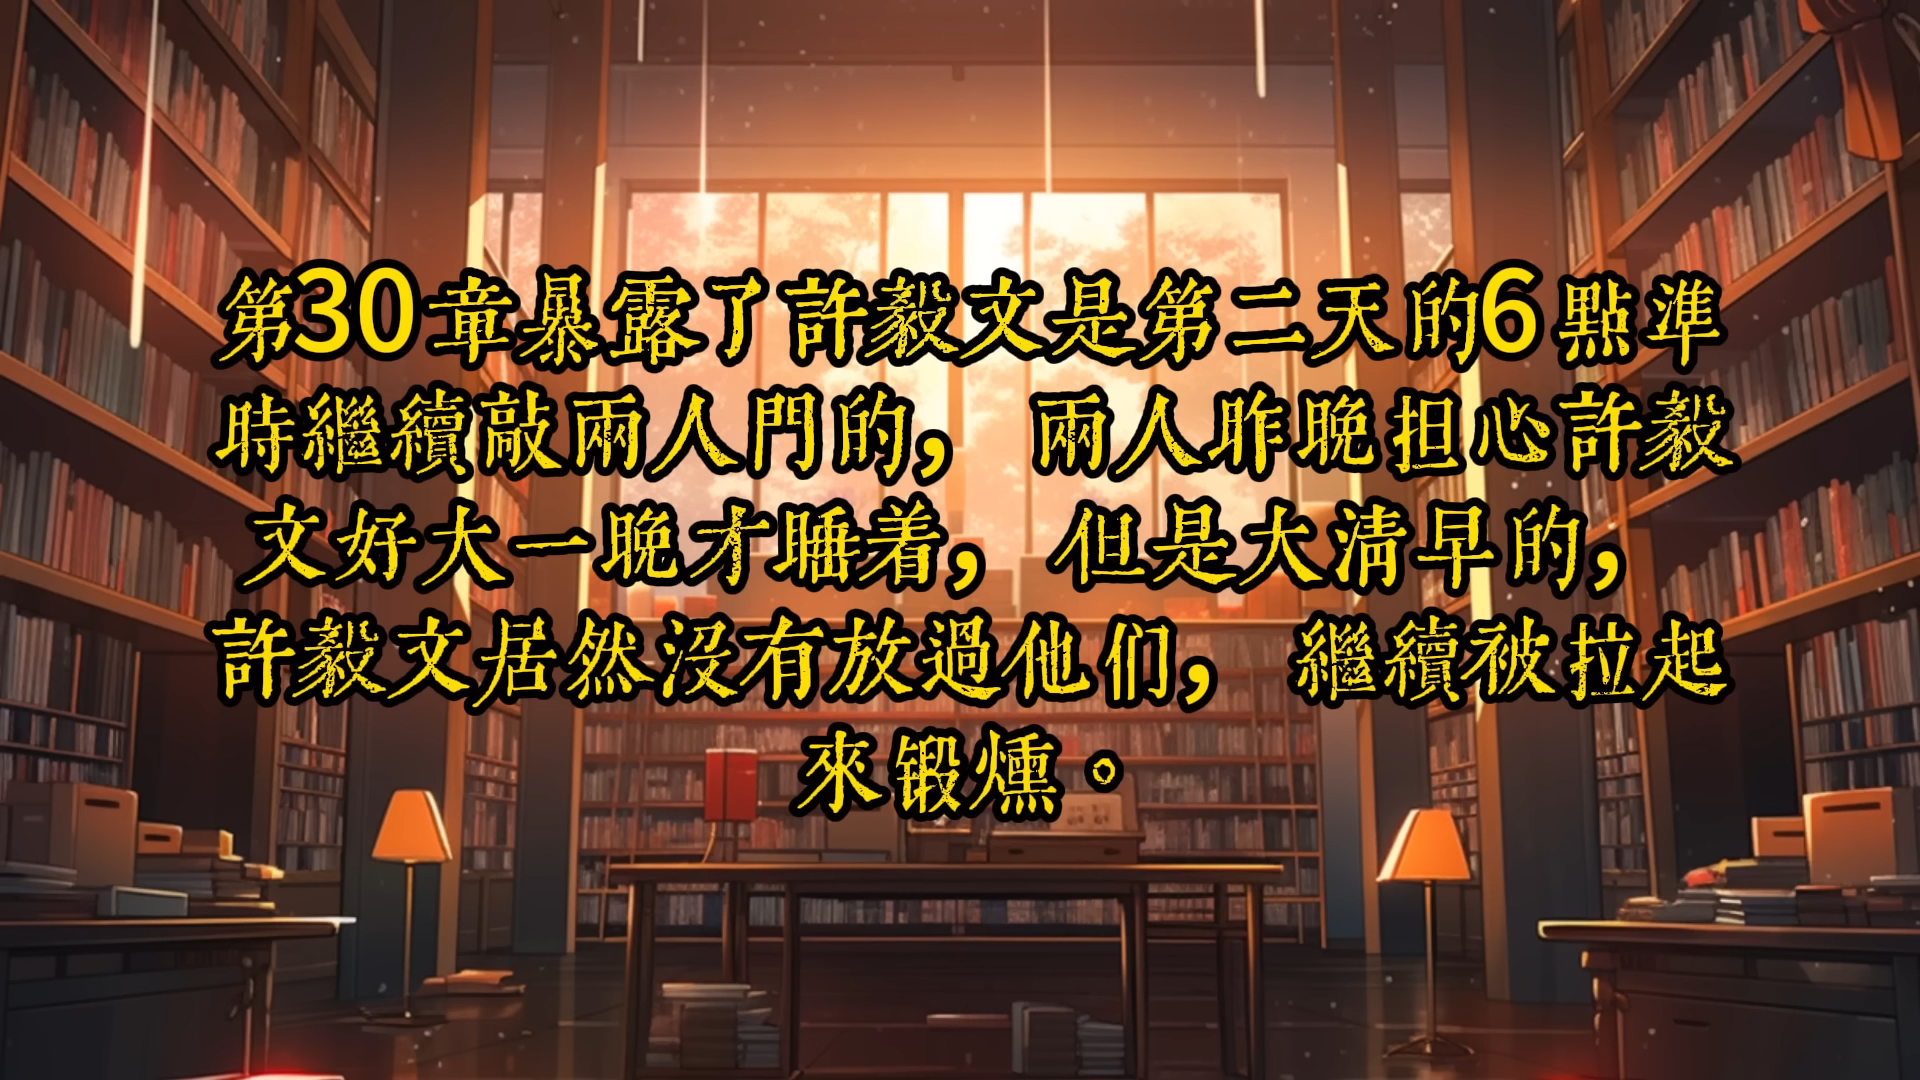 第30章暴露了許毅文是第二天的6點準
時繼續敲兩人門的, 兩人昨晚担心許毅
文好大一晚才睡着, 但是大清早的,
許毅文居然没有放過他们, 繼續被拉起
來锻燻。